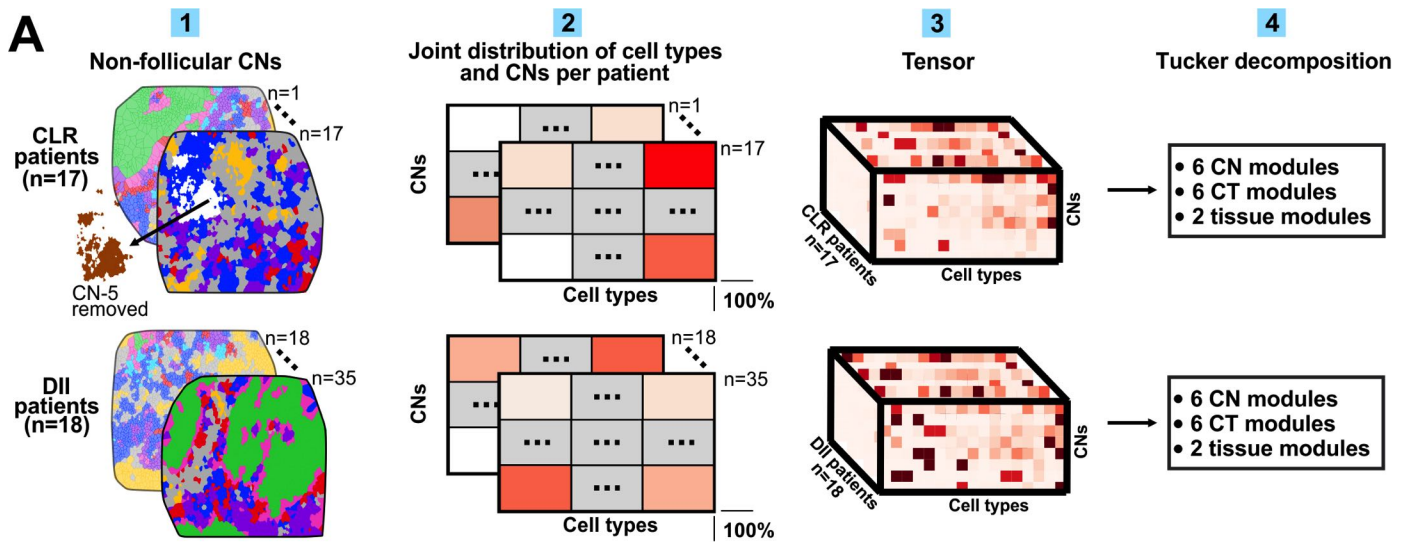 A
1
2
3
4
Non-follicular CNs
Joint distribution of cell types
and CNs per patient
Tensor
Tucker decomposition
CLR
patients
(n=17)
n=1
n=17
CN-5
removed
CNs
n=1
n=17
...
...
...
...
...
...
...
Cell types
100%
CLR patients
n=17
Cell types
CNs
• 6 CN modules
• 6 CT modules
• 2 tissue modules
DII
patients
(n=18)
n=18
n=35
CNs
n=18
n=35
...
...
...
...
...
...
...
Cell types
100%
DII patients
n=18
Cell types
CNs
• 6 CN modules
• 6 CT modules
• 2 tissue modules